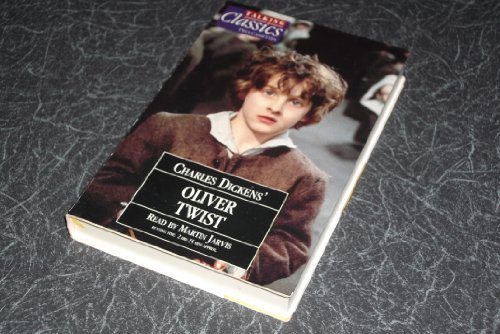 TALKING
Classics
CHARLES DICKENS'
OLIVER
TWIST
READ BY MARTIN JARVIS